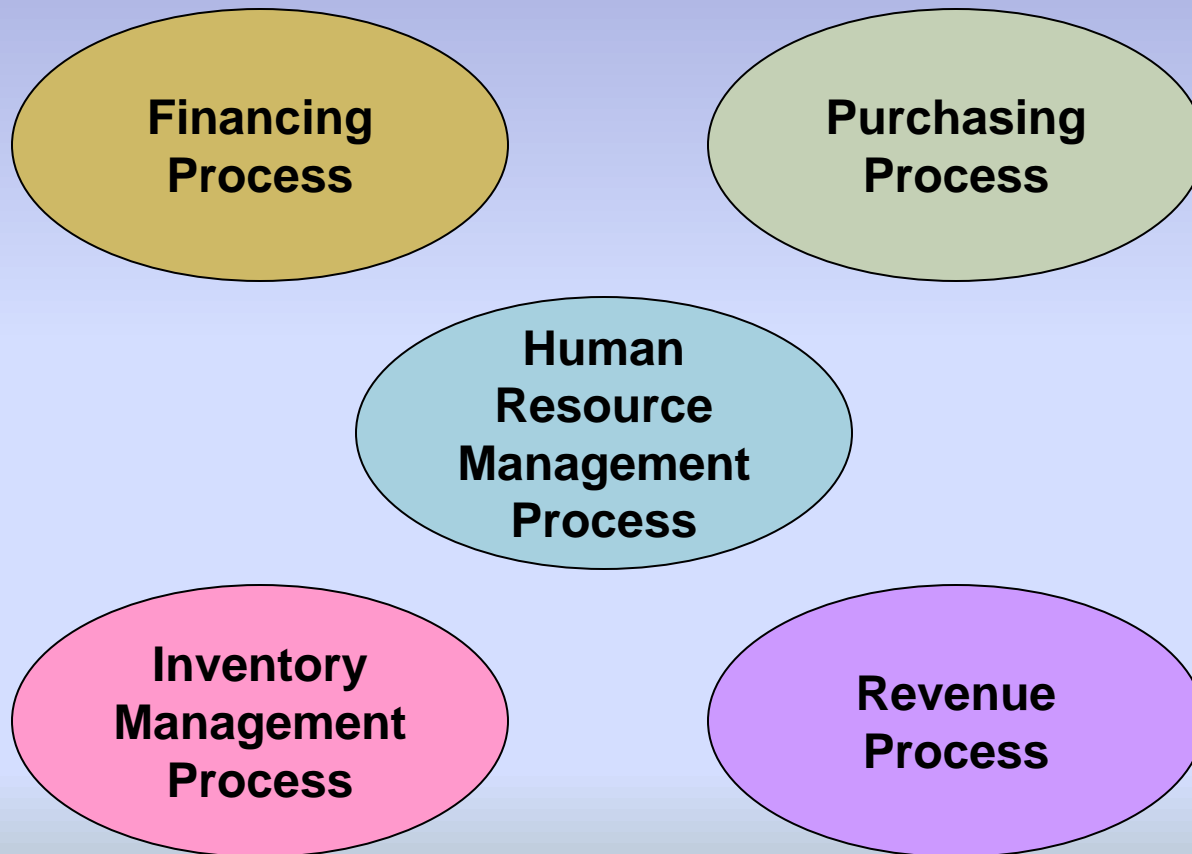 Financing
Process
Purchasing
Process
Human
Resource
Management
Process
Inventory
Management
Process
Revenue
Process